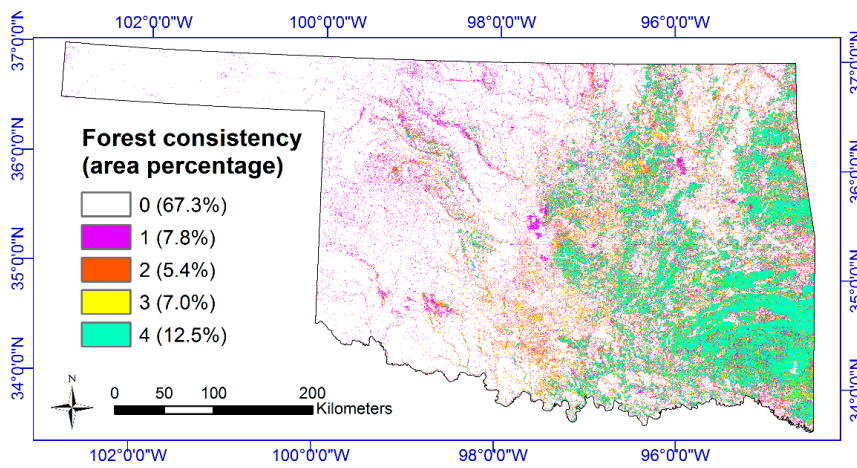 102°0'0"W 100°0'0"W 98°0'0"W 96°0'0"W
37°0'0"N
36°0'0"N
35°0'0"N
34°0'0"N
37°0'0"N
36°0'0"N
35°0'0"N
34°0'0"N
Forest consistency
(area percentage)
0 (67.3%)
1 (7.8%)
2 (5.4%)
3 (7.0%)
4 (12.5%)
N
0 50 100 200
Kilometers
102°0'0"W 100°0'0"W 98°0'0"W 96°0'0"W